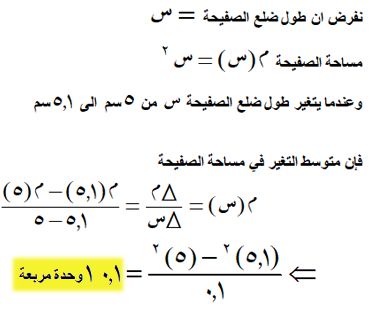 نفرض ان طول ضلع الصفيحة = س
مساحة الصفيحة م(س) = س^٢
وعندما يتغير طول ضلع الصفيحة س من ٥ سم الى ٥,١ سم
فإن متوسط التغير في مساحة الصفيحة
م(س) = △م / △س = (م(٥,١) − م(٥)) / (٥,١ − ٥)
⇐ ((٥,١)^٢ − (٥)^٢) / ٠,١ = ١٠,١ وحدة مربعة